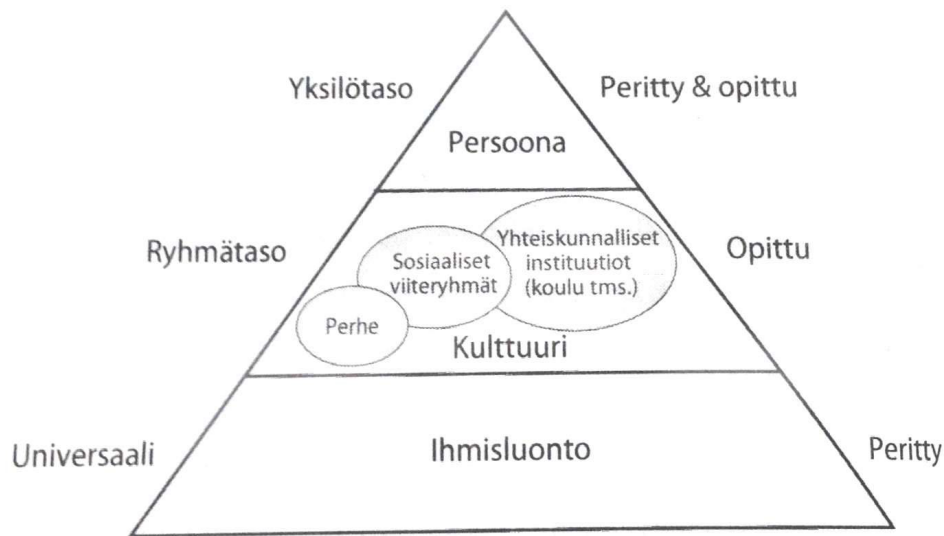 Yksilötaso
Peritty & opittu
Persoona
Ryhmätaso
Opittu
Yhteiskunnalliset
instituutiot
(koulu tms.)
Sosiaaliset
viiteryhmät
Perhe
Kulttuuri
Universaali
Ihmisluonto
Peritty